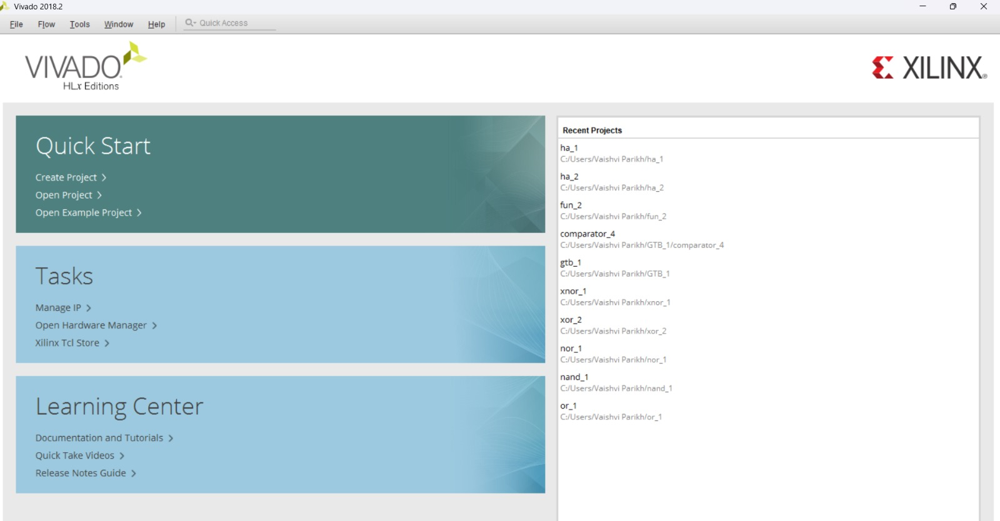 Vivado 2018.2
File Flow Tools Window Help Quick Access
VIVADO®
HLx Editions
XILINX®
Quick Start
Create Project >
Open Project >
Open Example Project >
Tasks
Manage IP >
Open Hardware Manager >
Xilinx Tcl Store >
Learning Center
Documentation and Tutorials >
Quick Take Videos >
Release Notes Guide >
Recent Projects
ha_1
C:/Users/Vaishvi Parikh/ha_1
ha_2
C:/Users/Vaishvi Parikh/ha_2
fun_2
C:/Users/Vaishvi Parikh/fun_2
comparator_4
C:/Users/Vaishvi Parikh/GTB_1/comparator_4
gtb_1
C:/Users/Vaishvi Parikh/GTB_1
xnor_1
C:/Users/Vaishvi Parikh/xnor_1
xor_2
C:/Users/Vaishvi Parikh/xor_2
nor_1
C:/Users/Vaishvi Parikh/nor_1
nand_1
C:/Users/Vaishvi Parikh/nand_1
or_1
C:/Users/Vaishvi Parikh/or_1